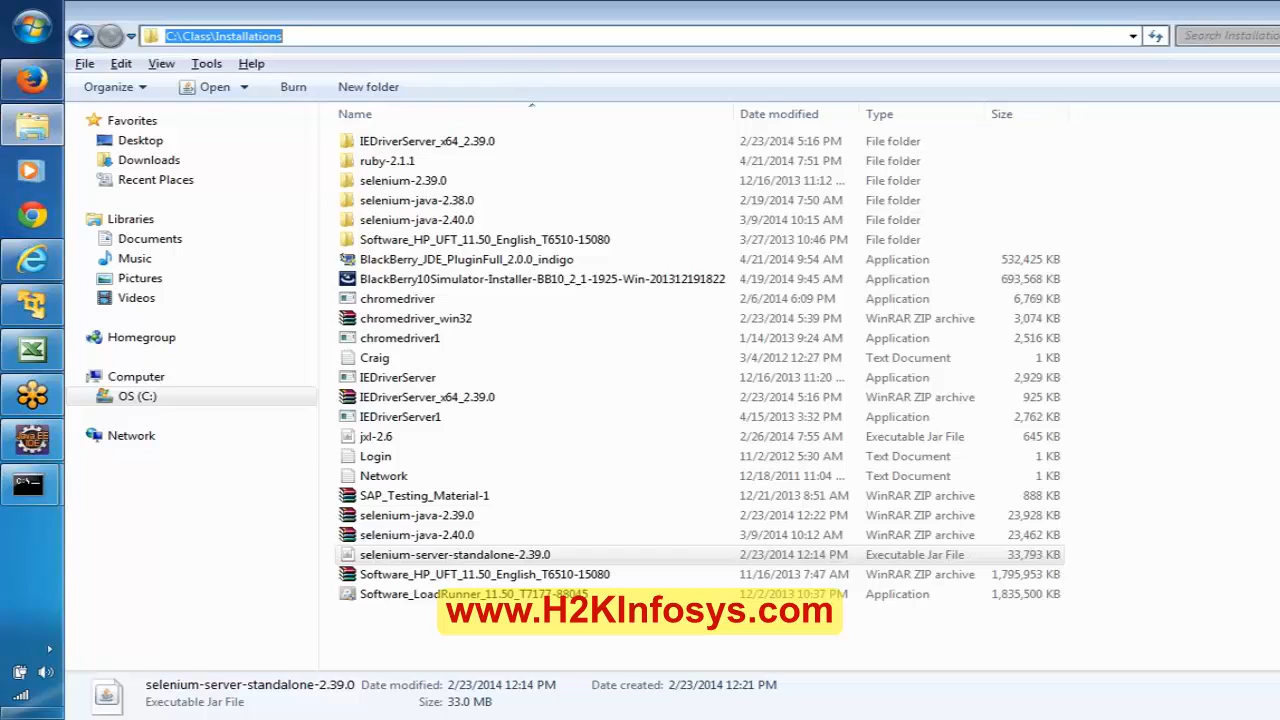 C:\Class\Installations
Search Installatio
File Edit View Tools Help
Organize Open Burn New folder
Name Date modified Type Size
Favorites
Desktop
Downloads
Recent Places
Libraries
Documents
Music
Pictures
Videos
Homegroup
Computer
OS (C:)
Network
IEDriverServer_x64_2.39.0 2/23/2014 5:16 PM File folder
ruby-2.1.1 4/21/2014 7:51 PM File folder
selenium-2.39.0 12/16/2013 11:12 ... File folder
selenium-java-2.38.0 2/19/2014 7:50 AM File folder
selenium-java-2.40.0 3/9/2014 10:15 AM File folder
Software_HP_UFT_11.50_English_T6510-15080 3/27/2013 10:46 PM File folder
BlackBerry_JDE_PluginFull_2.0.0_indigo 4/21/2014 9:54 AM Application 532,425 KB
BlackBerry10Simulator-Installer-BB10_2_1-1925-Win-201312191822 4/19/2014 9:45 AM Application 693,568 KB
chromedriver 2/6/2014 6:09 PM Application 6,769 KB
chromedriver_win32 2/23/2014 5:39 PM WinRAR ZIP archive 3,074 KB
chromedriver1 1/14/2013 9:24 AM Application 2,516 KB
Craig 3/4/2012 12:27 PM Text Document 1 KB
IEDriverServer 12/16/2013 11:20 ... Application 2,929 KB
IEDriverServer_x64_2.39.0 2/23/2014 5:16 PM WinRAR ZIP archive 925 KB
IEDriverServer1 4/15/2013 3:32 PM Application 2,762 KB
jxl-2.6 2/26/2014 7:55 AM Executable Jar File 645 KB
Login 11/2/2012 5:30 AM Text Document 1 KB
Network 12/18/2011 11:04 ... Text Document 1 KB
SAP_Testing_Material-1 12/21/2013 8:51 AM WinRAR ZIP archive 888 KB
selenium-java-2.39.0 2/23/2014 12:22 PM WinRAR ZIP archive 23,928 KB
selenium-java-2.40.0 3/9/2014 10:12 AM WinRAR ZIP archive 23,462 KB
selenium-server-standalone-2.39.0 2/23/2014 12:14 PM Executable Jar File 33,793 KB
Software_HP_UFT_11.50_English_T6510-15080 11/16/2013 7:47 AM WinRAR ZIP archive 1,795,953 KB
Software_LoadRunner_11.50_T7177-88045 12/2/2013 10:37 PM Application 1,835,500 KB
www.H2KInfosys.com
selenium-server-standalone-2.39.0 Date modified: 2/23/2014 12:14 PM Date created: 2/23/2014 12:21 PM
Executable Jar File Size: 33.0 MB
Java EE
IDE
C:\